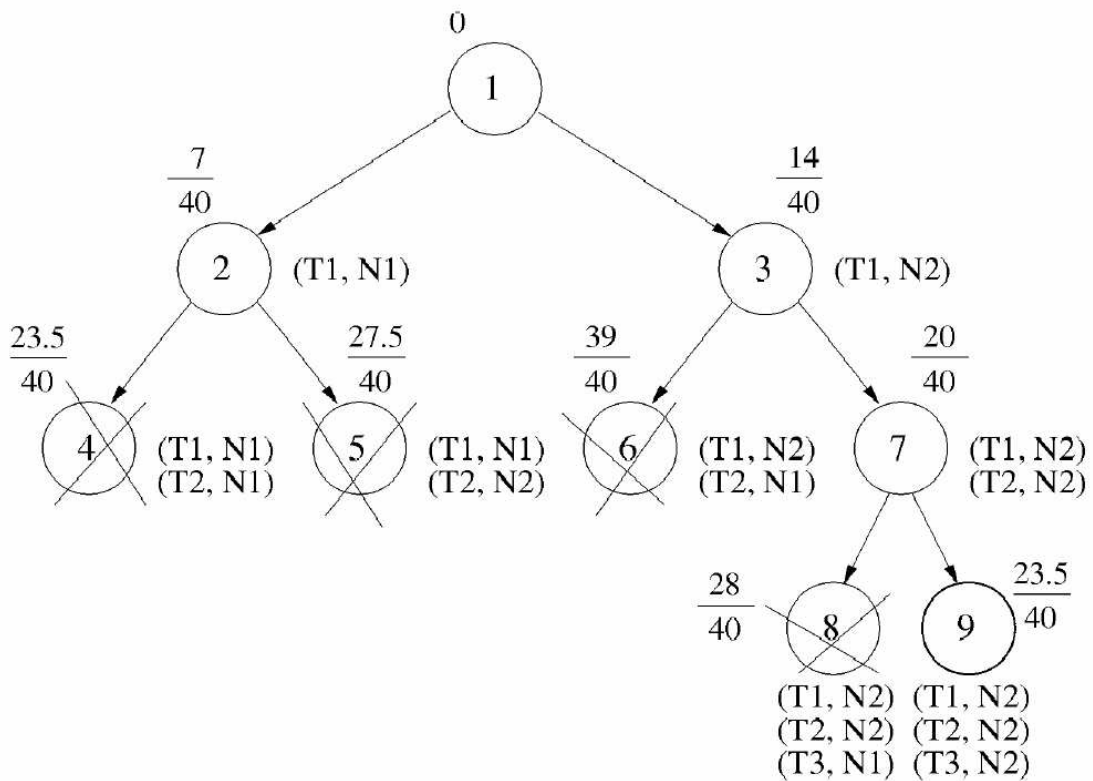 0
1
7
40
14
40
2
(T1, N1)
3
(T1, N2)
23.5
40
27.5
40
39
40
20
40
4
(T1, N1)
(T2, N1)
5
(T1, N1)
(T2, N2)
6
(T1, N2)
(T2, N1)
7
(T1, N2)
(T2, N2)
28
40
23.5
40
8
9
(T1, N2)
(T2, N2)
(T3, N1)
(T1, N2)
(T2, N2)
(T3, N2)